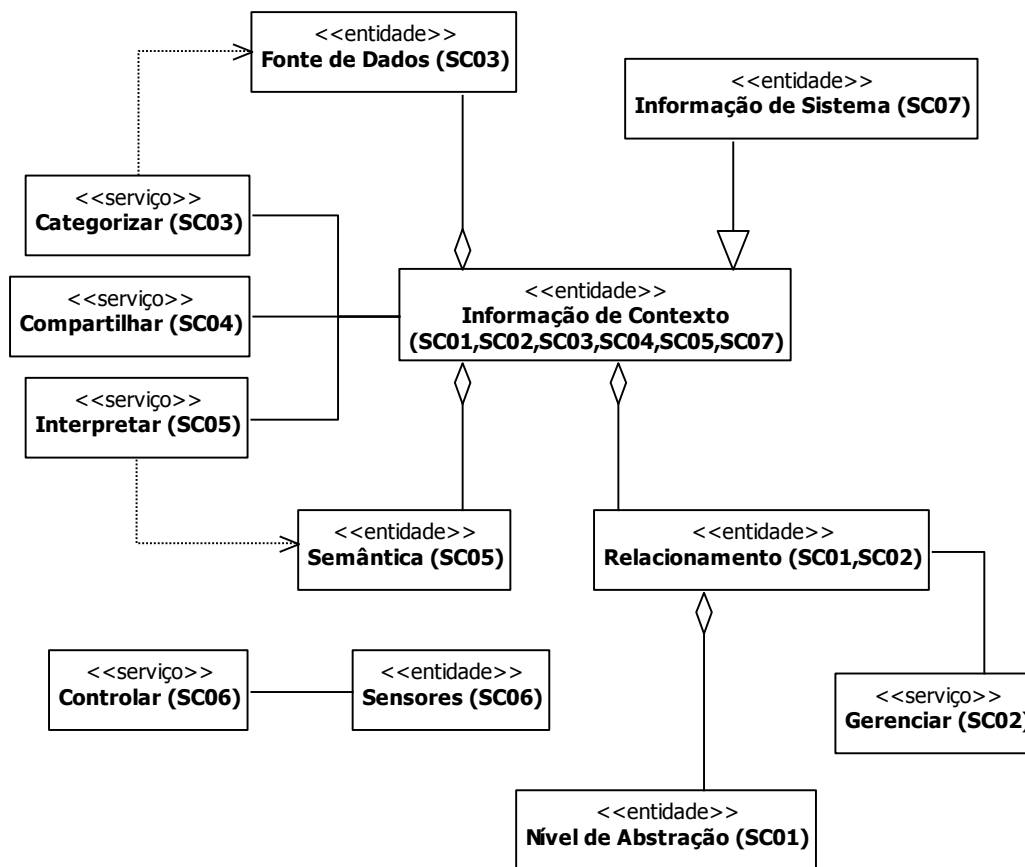 <<entidade>>
Fonte de Dados (SC03)
<<entidade>>
Informação de Sistema (SC07)
<<serviço>>
Categorizar (SC03)
<<serviço>>
Compartilhar (SC04)
<<entidade>>
Informação de Contexto
(SC01,SC02,SC03,SC04,SC05,SC07)
<<serviço>>
Interpretar (SC05)
<<entidade>>
Semântica (SC05)
<<entidade>>
Relacionamento (SC01,SC02)
<<serviço>>
Controlar (SC06)
<<entidade>>
Sensores (SC06)
<<serviço>>
Gerenciar (SC02)
<<entidade>>
Nível de Abstração (SC01)